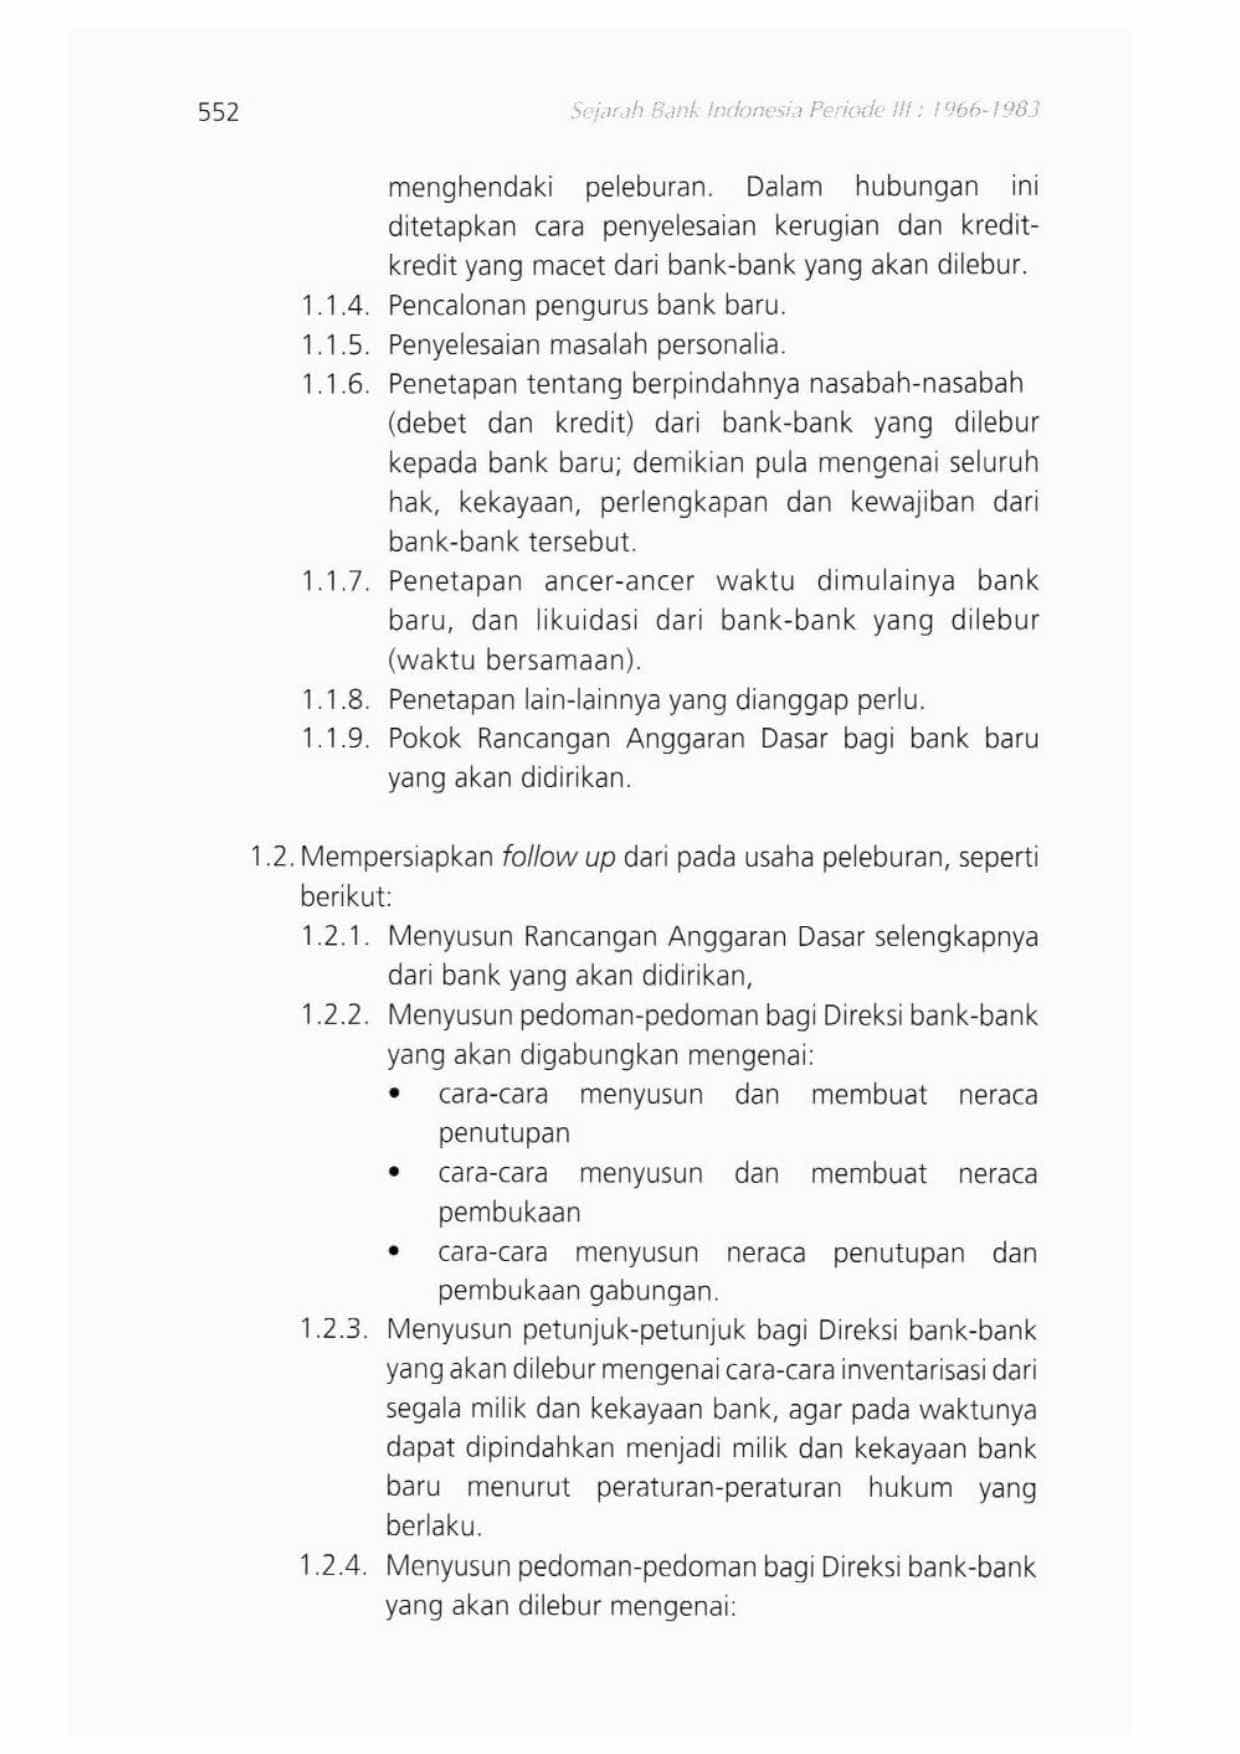 552
Sejarah Bank Indonesia Periode III : 1966-1983
menghendaki peleburan. Dalam hubungan ini
ditetapkan cara penyelesaian kerugian dan kredit-
kredit yang macet dari bank-bank yang akan dilebur.
1.1.4. Pencalonan pengurus bank baru.
1.1.5. Penyelesaian masalah personalia.
1.1.6. Penetapan tentang berpindahnya nasabah-nasabah
(debet dan kredit) dari bank-bank yang dilebur
kepada bank baru; demikian pula mengenai seluruh
hak, kekayaan, perlengkapan dan kewajiban dari
bank-bank tersebut.
1.1.7. Penetapan ancer-ancer waktu dimulainya bank
baru, dan likuidasi dari bank-bank yang dilebur
(waktu bersamaan).
1.1.8. Penetapan lain-lainnya yang dianggap perlu.
1.1.9. Pokok Rancangan Anggaran Dasar bagi bank baru
yang akan didirikan.
1.2. Mempersiapkan follow up dari pada usaha peleburan, seperti
berikut:
1.2.1. Menyusun Rancangan Anggaran Dasar selengkapnya
dari bank yang akan didirikan,
1.2.2. Menyusun pedoman-pedoman bagi Direksi bank-bank
yang akan digabungkan mengenai:
• cara-cara menyusun dan membuat neraca
penutupan
• cara-cara menyusun dan membuat neraca
pembukaan
• cara-cara menyusun neraca penutupan dan
pembukaan gabungan.
1.2.3. Menyusun petunjuk-petunjuk bagi Direksi bank-bank
yang akan dilebur mengenai cara-cara inventarisasi dari
segala milik dan kekayaan bank, agar pada waktunya
dapat dipindahkan menjadi milik dan kekayaan bank
baru menurut peraturan-peraturan hukum yang
berlaku.
1.2.4. Menyusun pedoman-pedoman bagi Direksi bank-bank
yang akan dilebur mengenai: